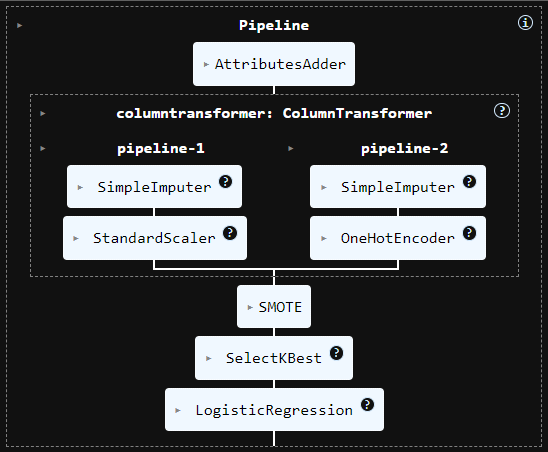 Pipeline
AttributesAdder
columntransformer: ColumnTransformer
pipeline-1
pipeline-2
SimpleImputer
SimpleImputer
StandardScaler
OneHotEncoder
SMOTE
SelectKBest
LogisticRegression